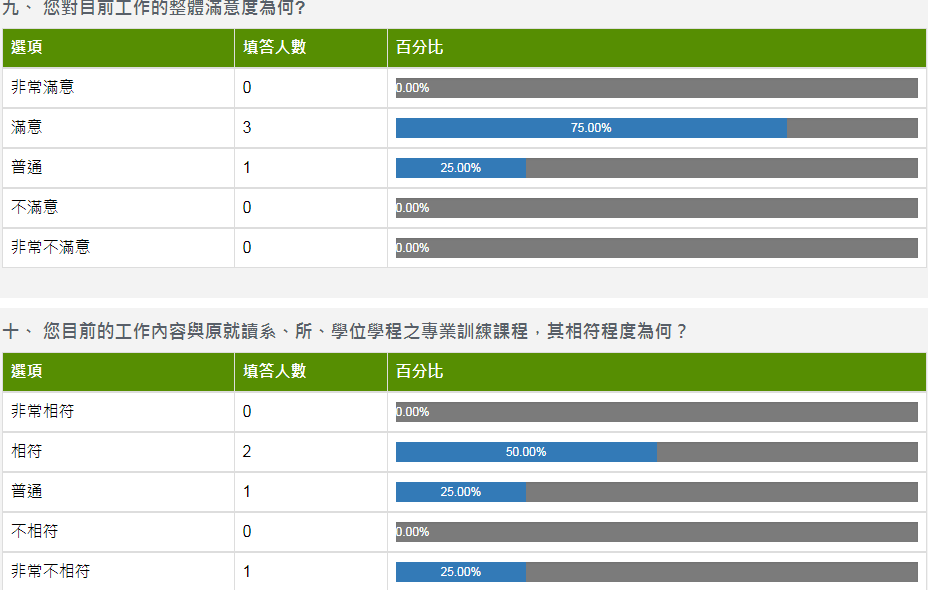 九、 您對目前工作的整體滿意度為何?
選項 填答人數 百分比
非常滿意 0 0.00%
滿意 3 75.00%
普通 1 25.00%
不滿意 0 0.00%
非常不滿意 0 0.00%
十、 您目前的工作內容與原就讀系、所、學位學程之專業訓練課程，其相符程度為何？
選項 填答人數 百分比
非常相符 0 0.00%
相符 2 50.00%
普通 1 25.00%
不相符 0 0.00%
非常不相符 1 25.00%